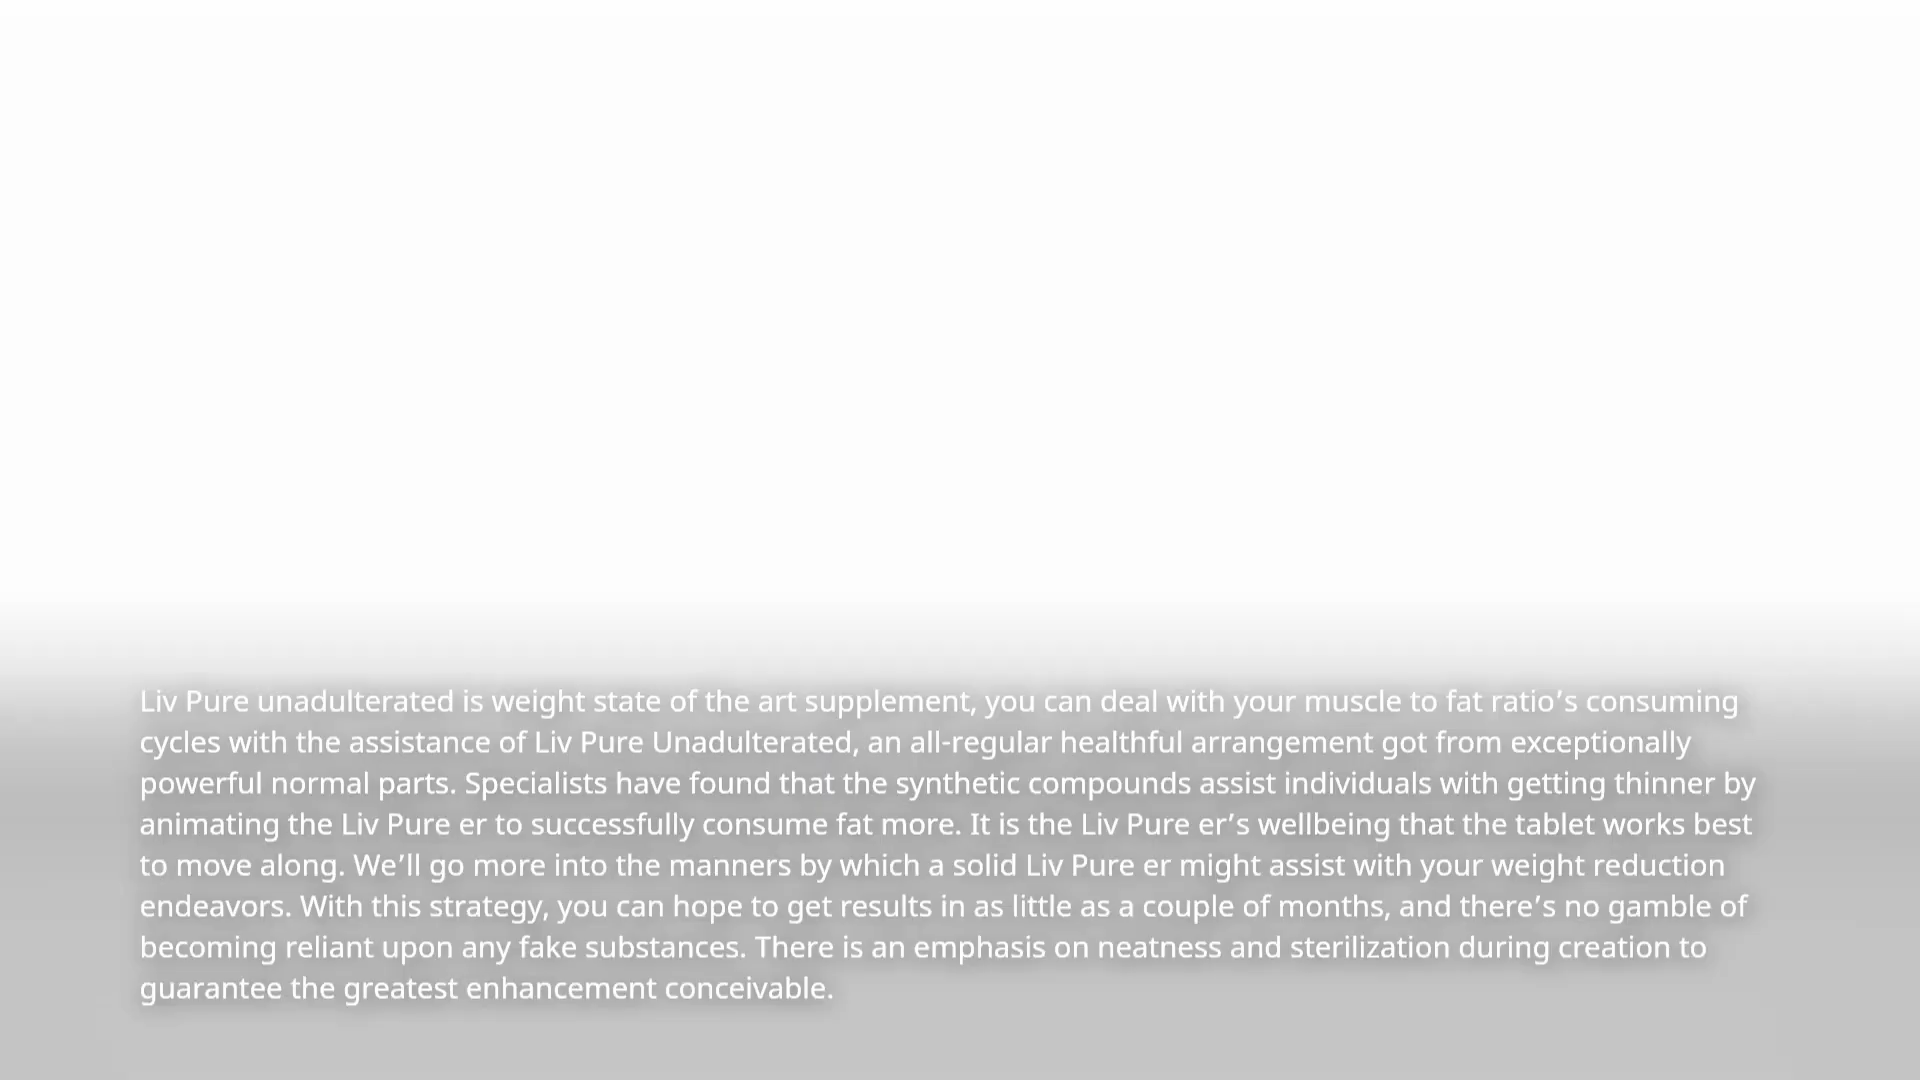 Liv Pure unadulterated is weight state of the art supplement, you can deal with your muscle to fat ratio’s consuming
cycles with the assistance of Liv Pure Unadulterated, an all-regular healthful arrangement got from exceptionally
powerful normal parts. Specialists have found that the synthetic compounds assist individuals with getting thinner by
animating the Liv Pure er to successfully consume fat more. It is the Liv Pure er’s wellbeing that the tablet works best
to move along. We’ll go more into the manners by which a solid Liv Pure er might assist with your weight reduction
endeavors. With this strategy, you can hope to get results in as little as a couple of months, and there’s no gamble of
becoming reliant upon any fake substances. There is an emphasis on neatness and sterilization during creation to
guarantee the greatest enhancement conceivable.